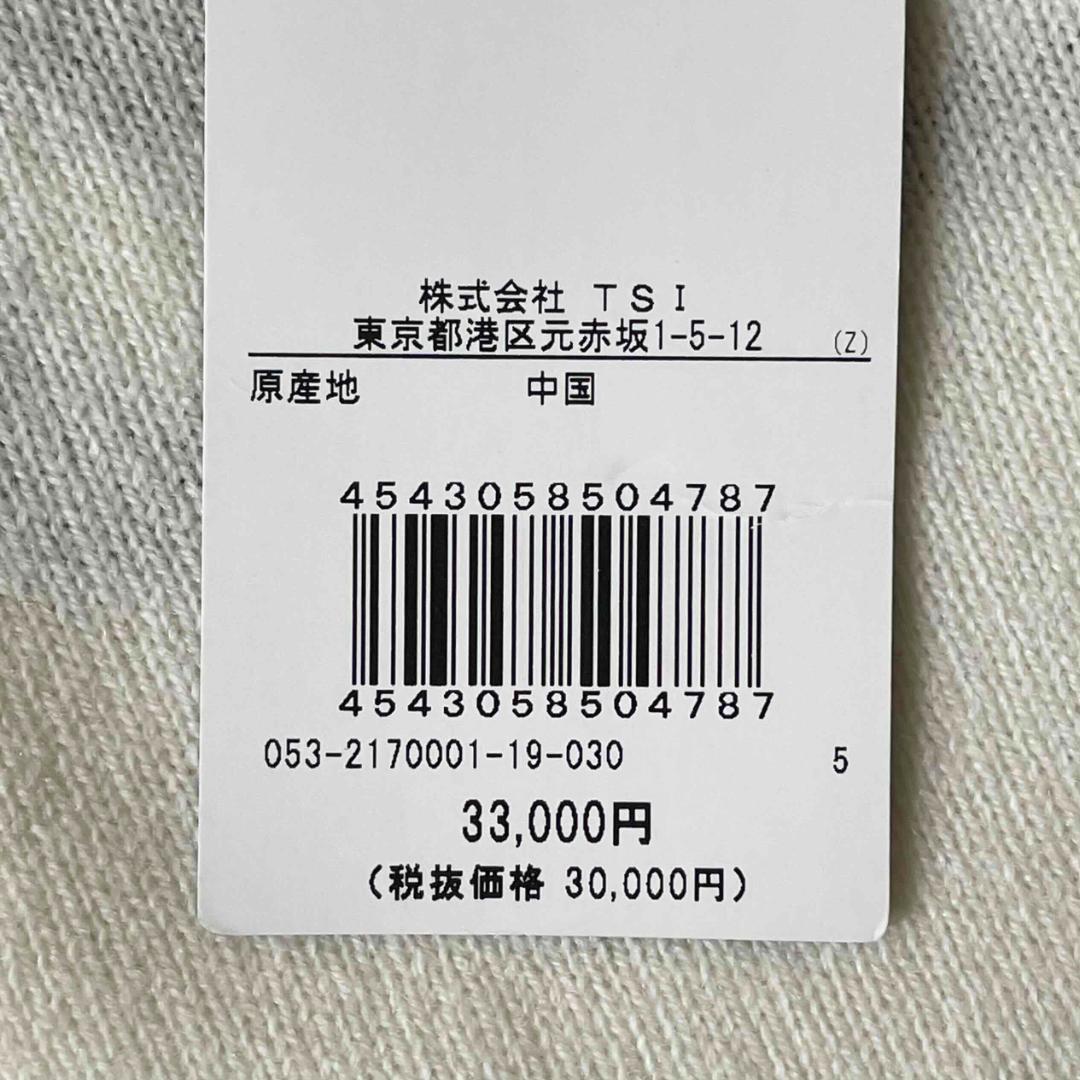 株式会社 TSI
東京都港区元赤坂1-5-12 (Z)
原産地 中国
4543058504787
4543058504787
053-2170001-19-030 5
33,000円
(税抜価格 30,000円)